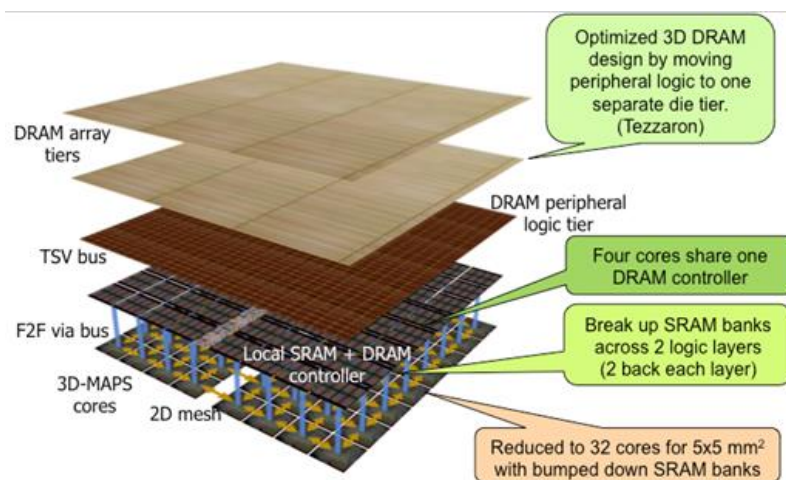 Optimized 3D DRAM
design by moving
peripheral logic to one
separate die tier.
(Tezzaron)
DRAM array
tiers
DRAM peripheral
logic tier
TSV bus
Four cores share one
DRAM controller
F2F via bus
Break up SRAM banks
across 2 logic layers
(2 back each layer)
Local SRAM + DRAM
controller
3D-MAPS
cores
2D mesh
Reduced to 32 cores for 5x5 mm²
with bumped down SRAM banks